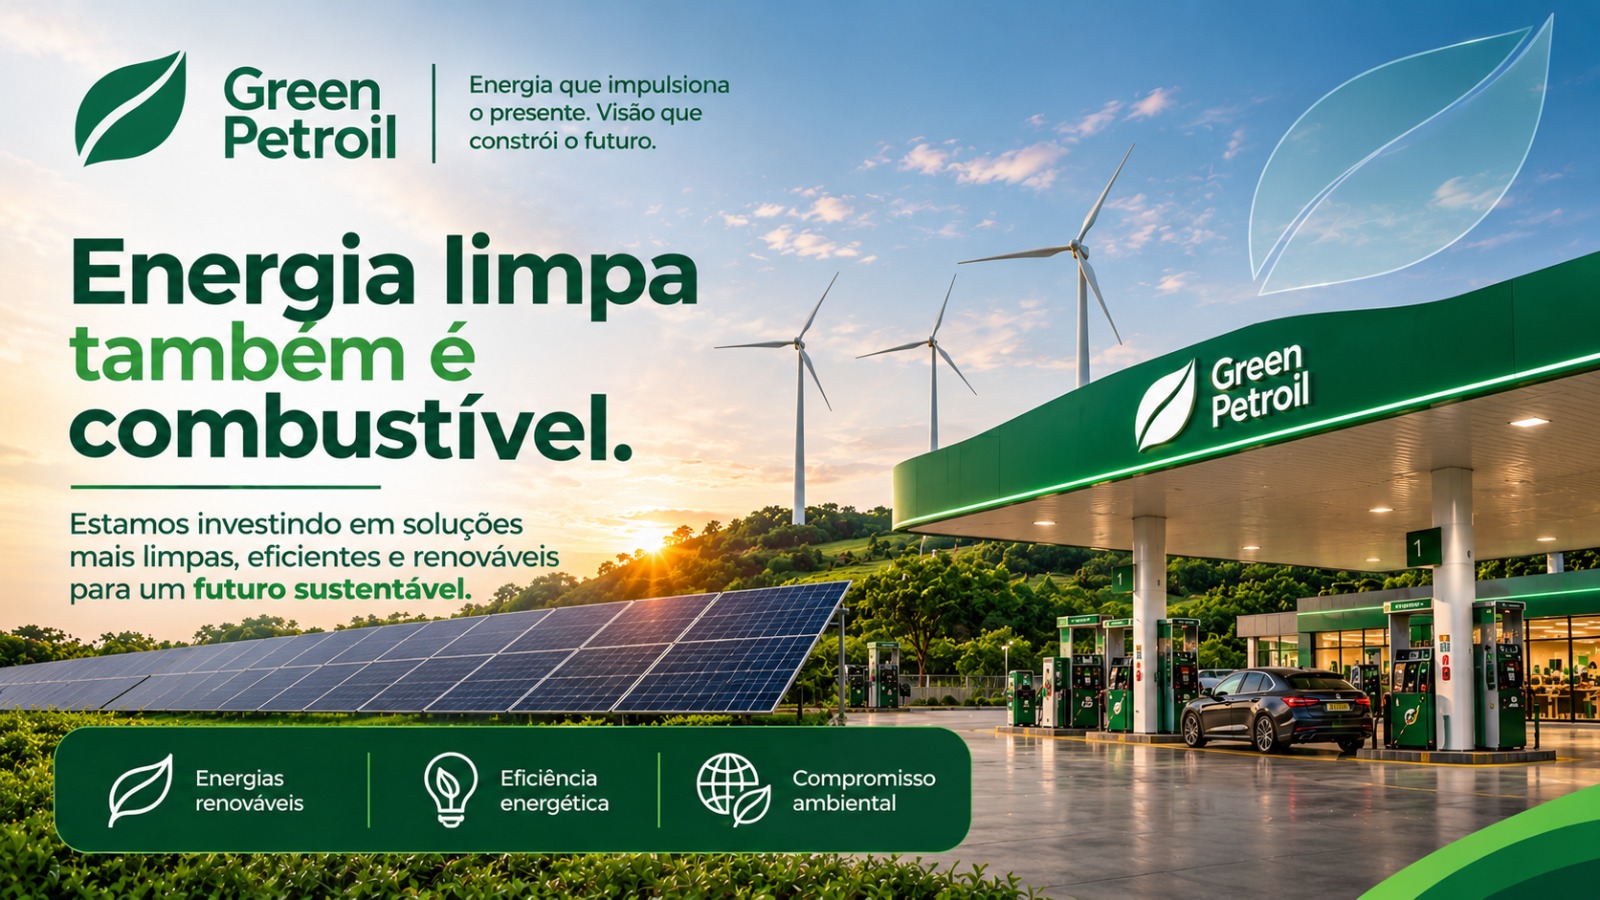 Green
Petroil
Energia que impulsiona
o presente. Visão que
constrói o futuro.
Energia limpa
também é
combustível.
Estamos investindo em soluções
mais limpas, eficientes e renováveis
para um futuro sustentável.
Green
Petroil
1
1
Energias
renováveis
Eficiência
energética
Compromisso
ambiental